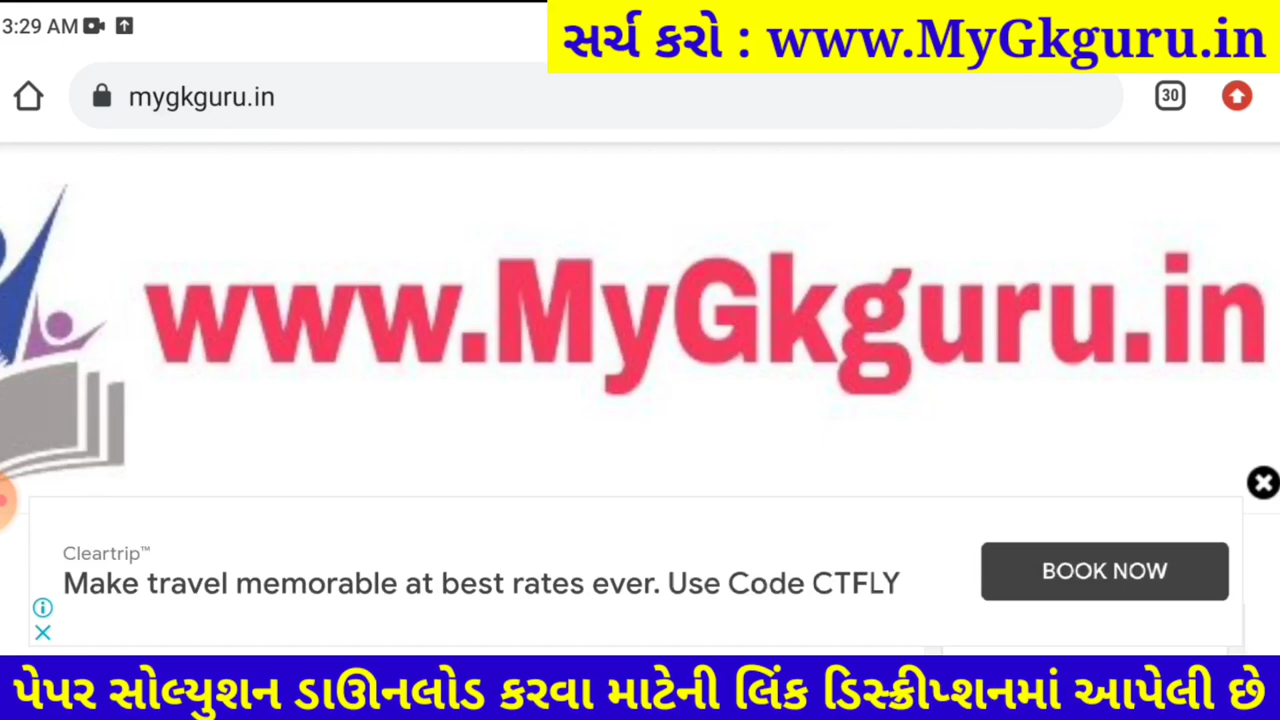 3:29 AM
સર્ચ કરો : www.MyGkguru.in
mygkguru.in
30
www.MyGkguru.in
Cleartrip™
Make travel memorable at best rates ever. Use Code CTFLY
BOOK NOW
પેપર સોલ્યુશન ડાઊનલોડ કરવા માટેની લિંક ડિસ્ક્રીપ્શનમાં આપેલી છે